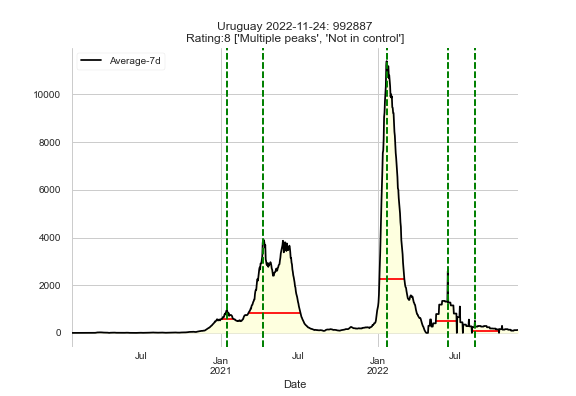 Uruguay 2022-11-24: 992887
Rating:8 ['Multiple peaks', 'Not in control']
Average-7d
10000
8000
6000
4000
2000
0
Jul
Jan
2021
Jul
Jan
2022
Jul
Date